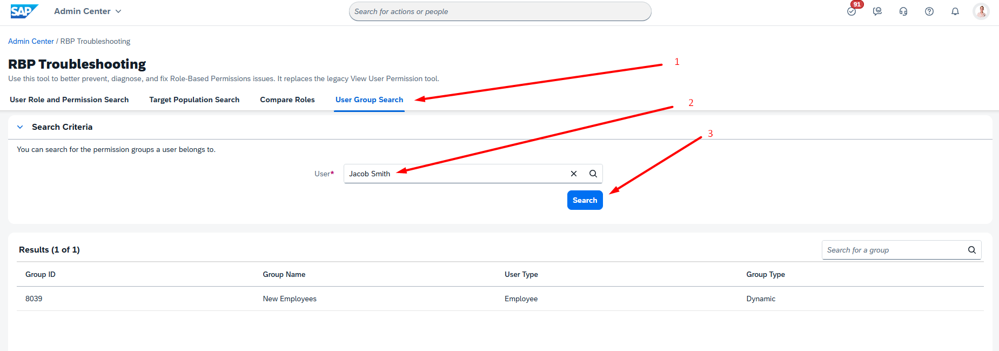 SAP Admin Center Search for actions or people 91
Admin Center / RBP Troubleshooting
RBP Troubleshooting
1
Use this tool to better prevent, diagnose, and fix Role-Based Permissions issues. It replaces the legacy View User Permission tool.
User Role and Permission Search Target Population Search Compare Roles User Group Search
2
Search Criteria
3
You can search for the permission groups a user belongs to.
User* Jacob Smith
Search
Results (1 of 1) Search for a group
Group ID Group Name User Type Group Type
8039 New Employees Employee Dynamic